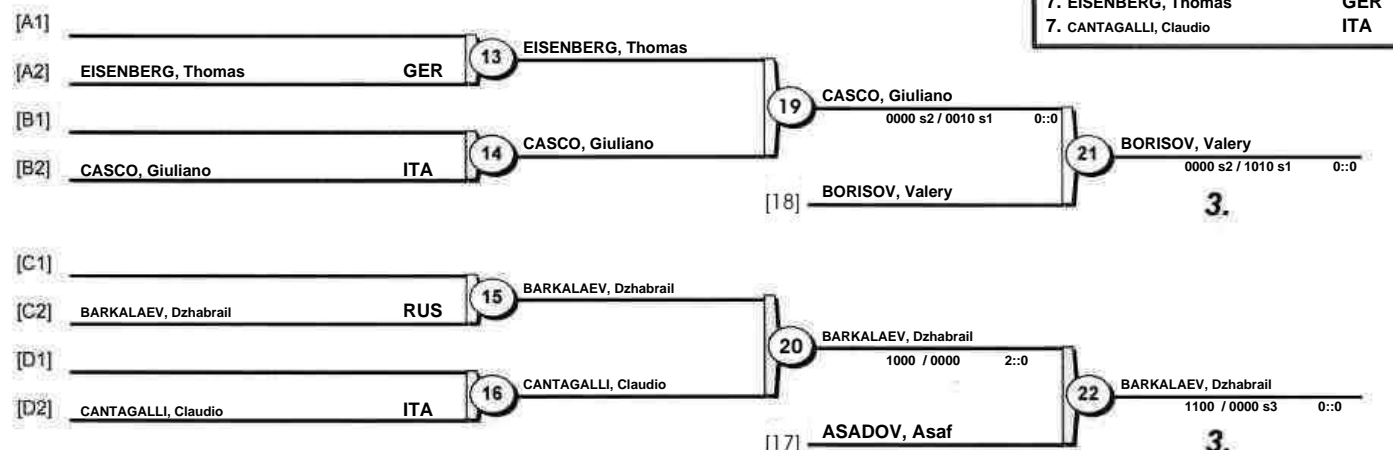 7. EISENBERG, Thomas GER
7. CANTAGALLI, Claudio ITA
[A1]
[A2] EISENBERG, Thomas GER
13 EISENBERG, Thomas
[B1]
[B2] CASCO, Giuliano ITA
14 CASCO, Giuliano
19 CASCO, Giuliano
0000 s2 / 0010 s1 0::0
[18] BORISOV, Valery
21 BORISOV, Valery
0000 s2 / 1010 s1 0::0
3.
[C1]
[C2] BARKALAEV, Dzhabrail RUS
15 BARKALAEV, Dzhabrail
[D1]
[D2] CANTAGALLI, Claudio ITA
16 CANTAGALLI, Claudio
20 BARKALAEV, Dzhabrail
1000 / 0000 2::0
[17] ASADOV, Asaf
22 BARKALAEV, Dzhabrail
1100 / 0000 s3 0::0
3.